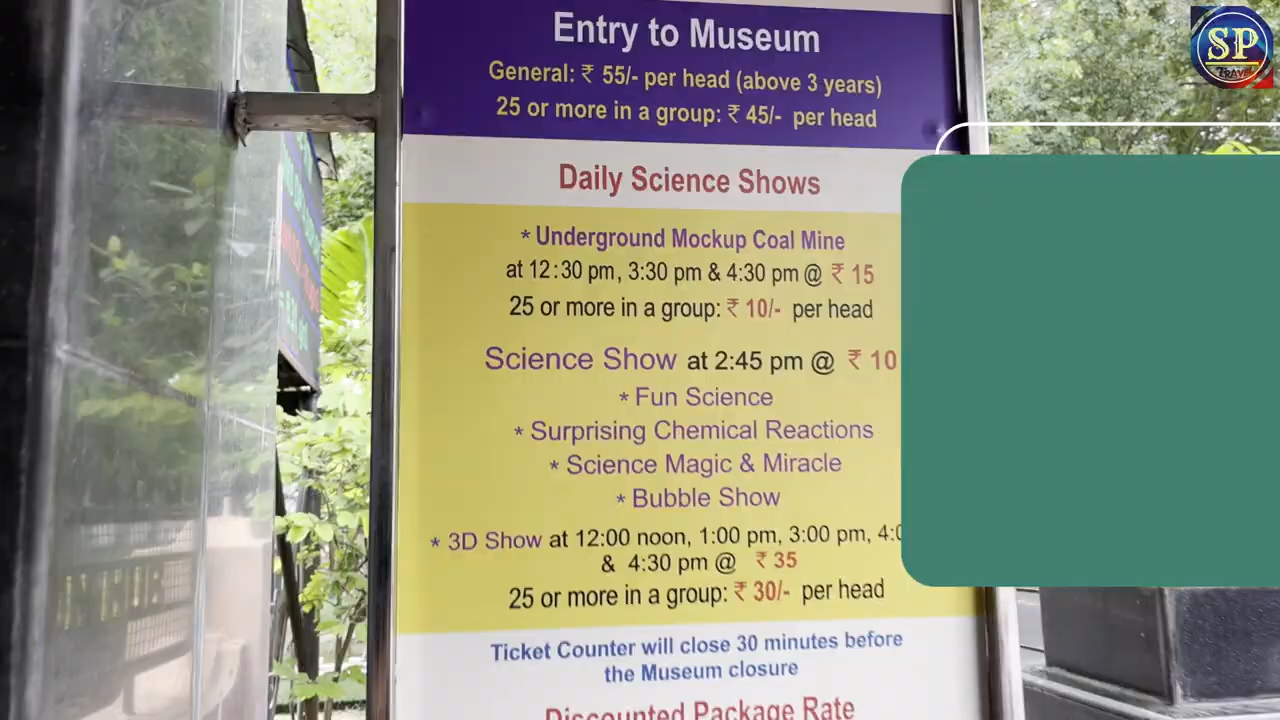 SP
TRAVEL
Entry to Museum
General: ₹ 55/- per head (above 3 years)
25 or more in a group: ₹ 45/- per head
Daily Science Shows
* Underground Mockup Coal Mine
at 12:30 pm, 3:30 pm & 4:30 pm @ ₹ 15
25 or more in a group: ₹ 10/- per head
Science Show at 2:45 pm @ ₹ 10
* Fun Science
* Surprising Chemical Reactions
* Science Magic & Miracle
* Bubble Show
* 3D Show at 12:00 noon, 1:00 pm, 3:00 pm,
& 4:30 pm @ ₹ 35
25 or more in a group: ₹ 30/- per head
Ticket Counter will close 30 minutes before
the Museum closure
Discounted Package Rate